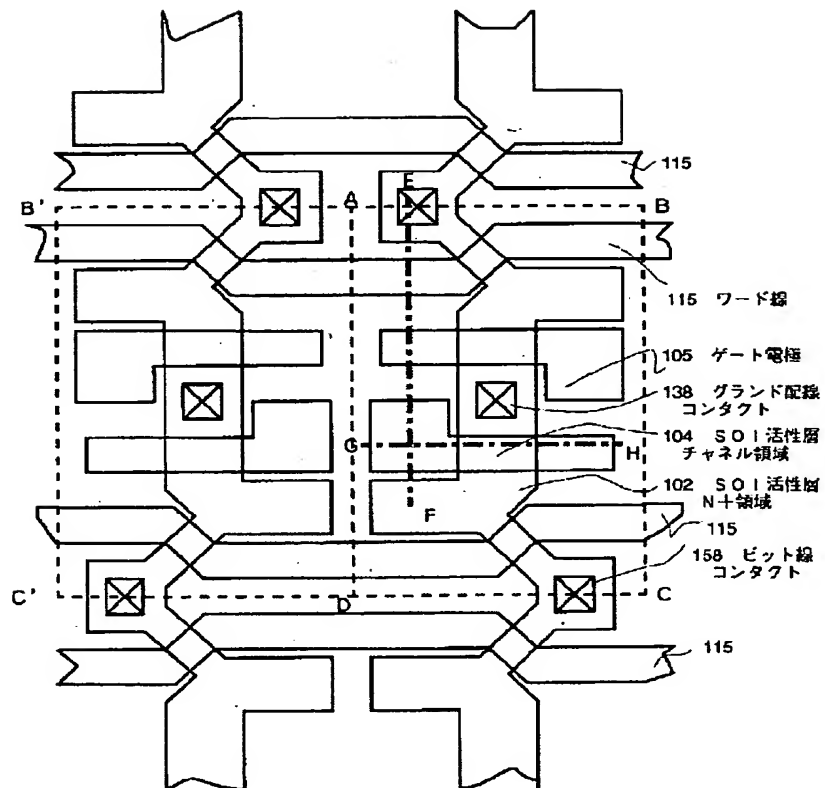 115
E
A
B'
B
115 ワード線
105 ゲート電極
138 グランド配線
コンタクト
104 SOI活性層
チャネル領域
G
H
102 SOI活性層
N+領域
F
115
158 ビット線
コンタクト
C'
D
C
115